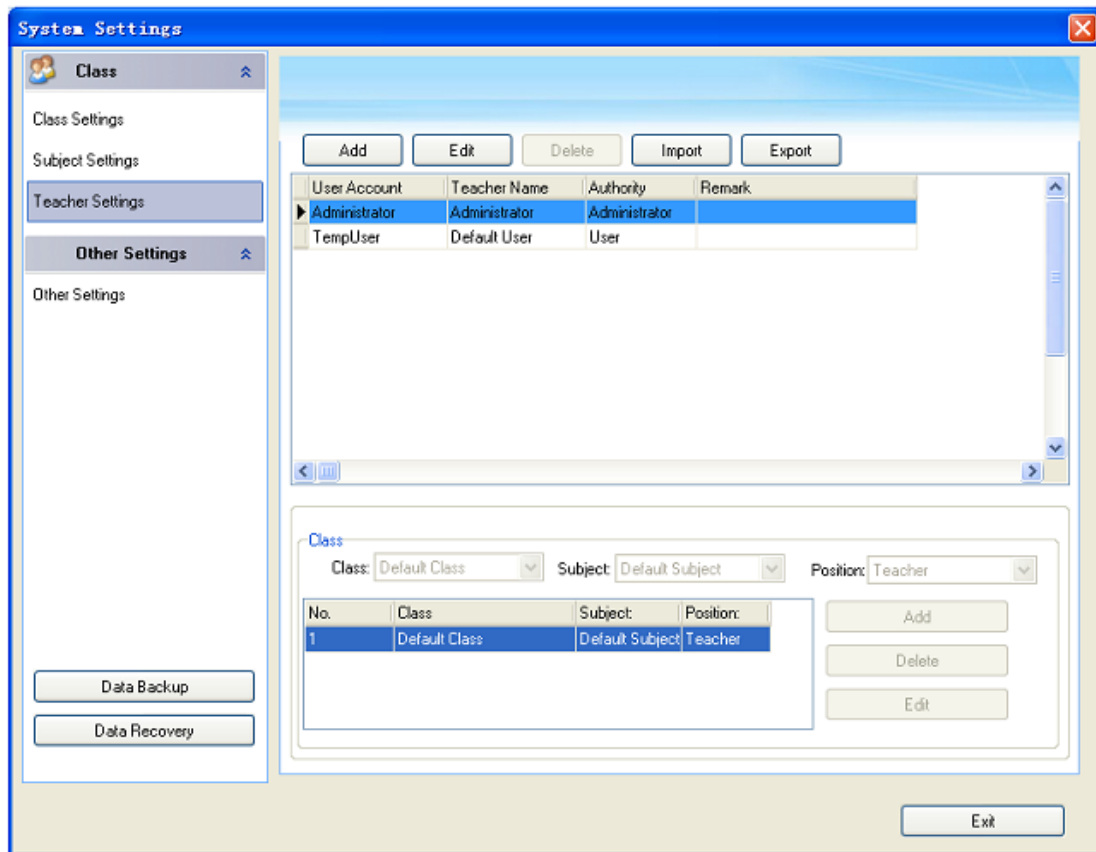 System Settings
Class
Class Settings
Subject Settings
Teacher Settings
Other Settings
Other Settings
Data Backup
Data Recovery
Add Edit Delete Import Export
User Account Teacher Name Authority Remark
Administrator Administrator Administrator
TempUser Default User User
Class
Class: Default Class Subject: Default Subject Position: Teacher
No. Class Subject: Position:
1 Default Class Default Subject Teacher
Add
Delete
Edit
Exit